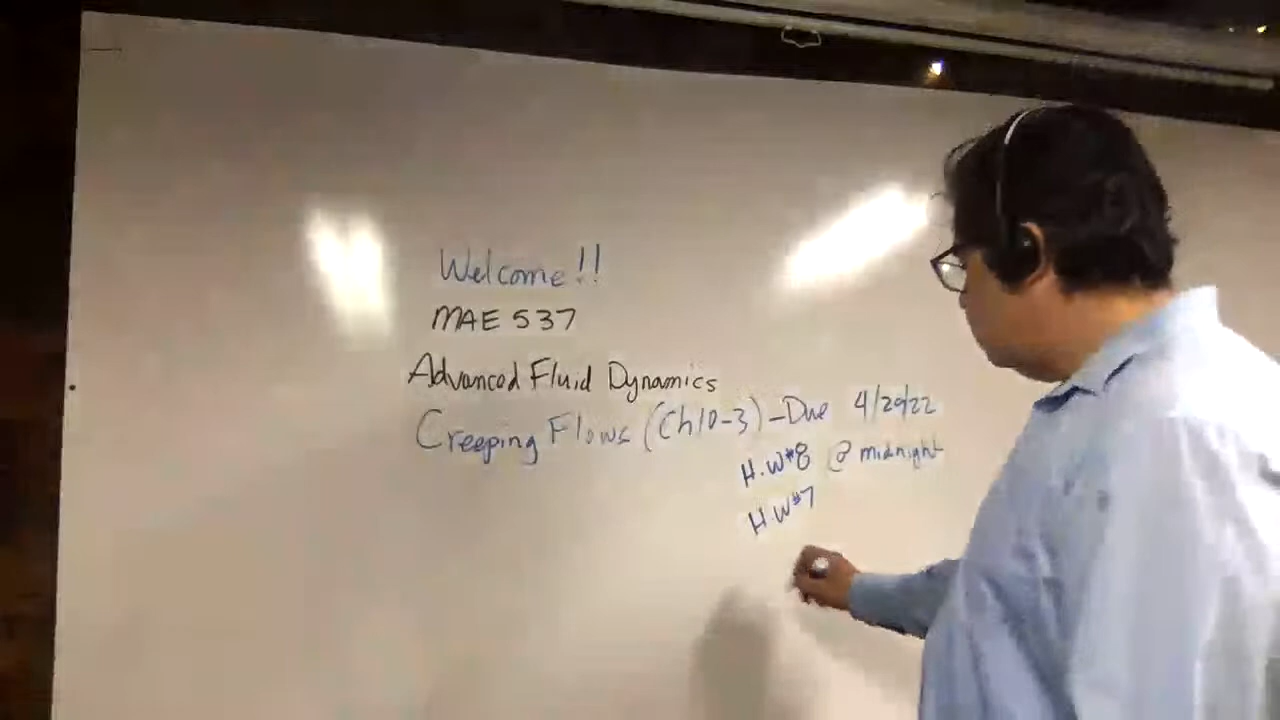 Welcome!!
MAE 537
Advanced Fluid Dynamics
Creeping Flows (Ch10-3) - Due 4/29/22
H.W#8 @ midnight
H.W#7